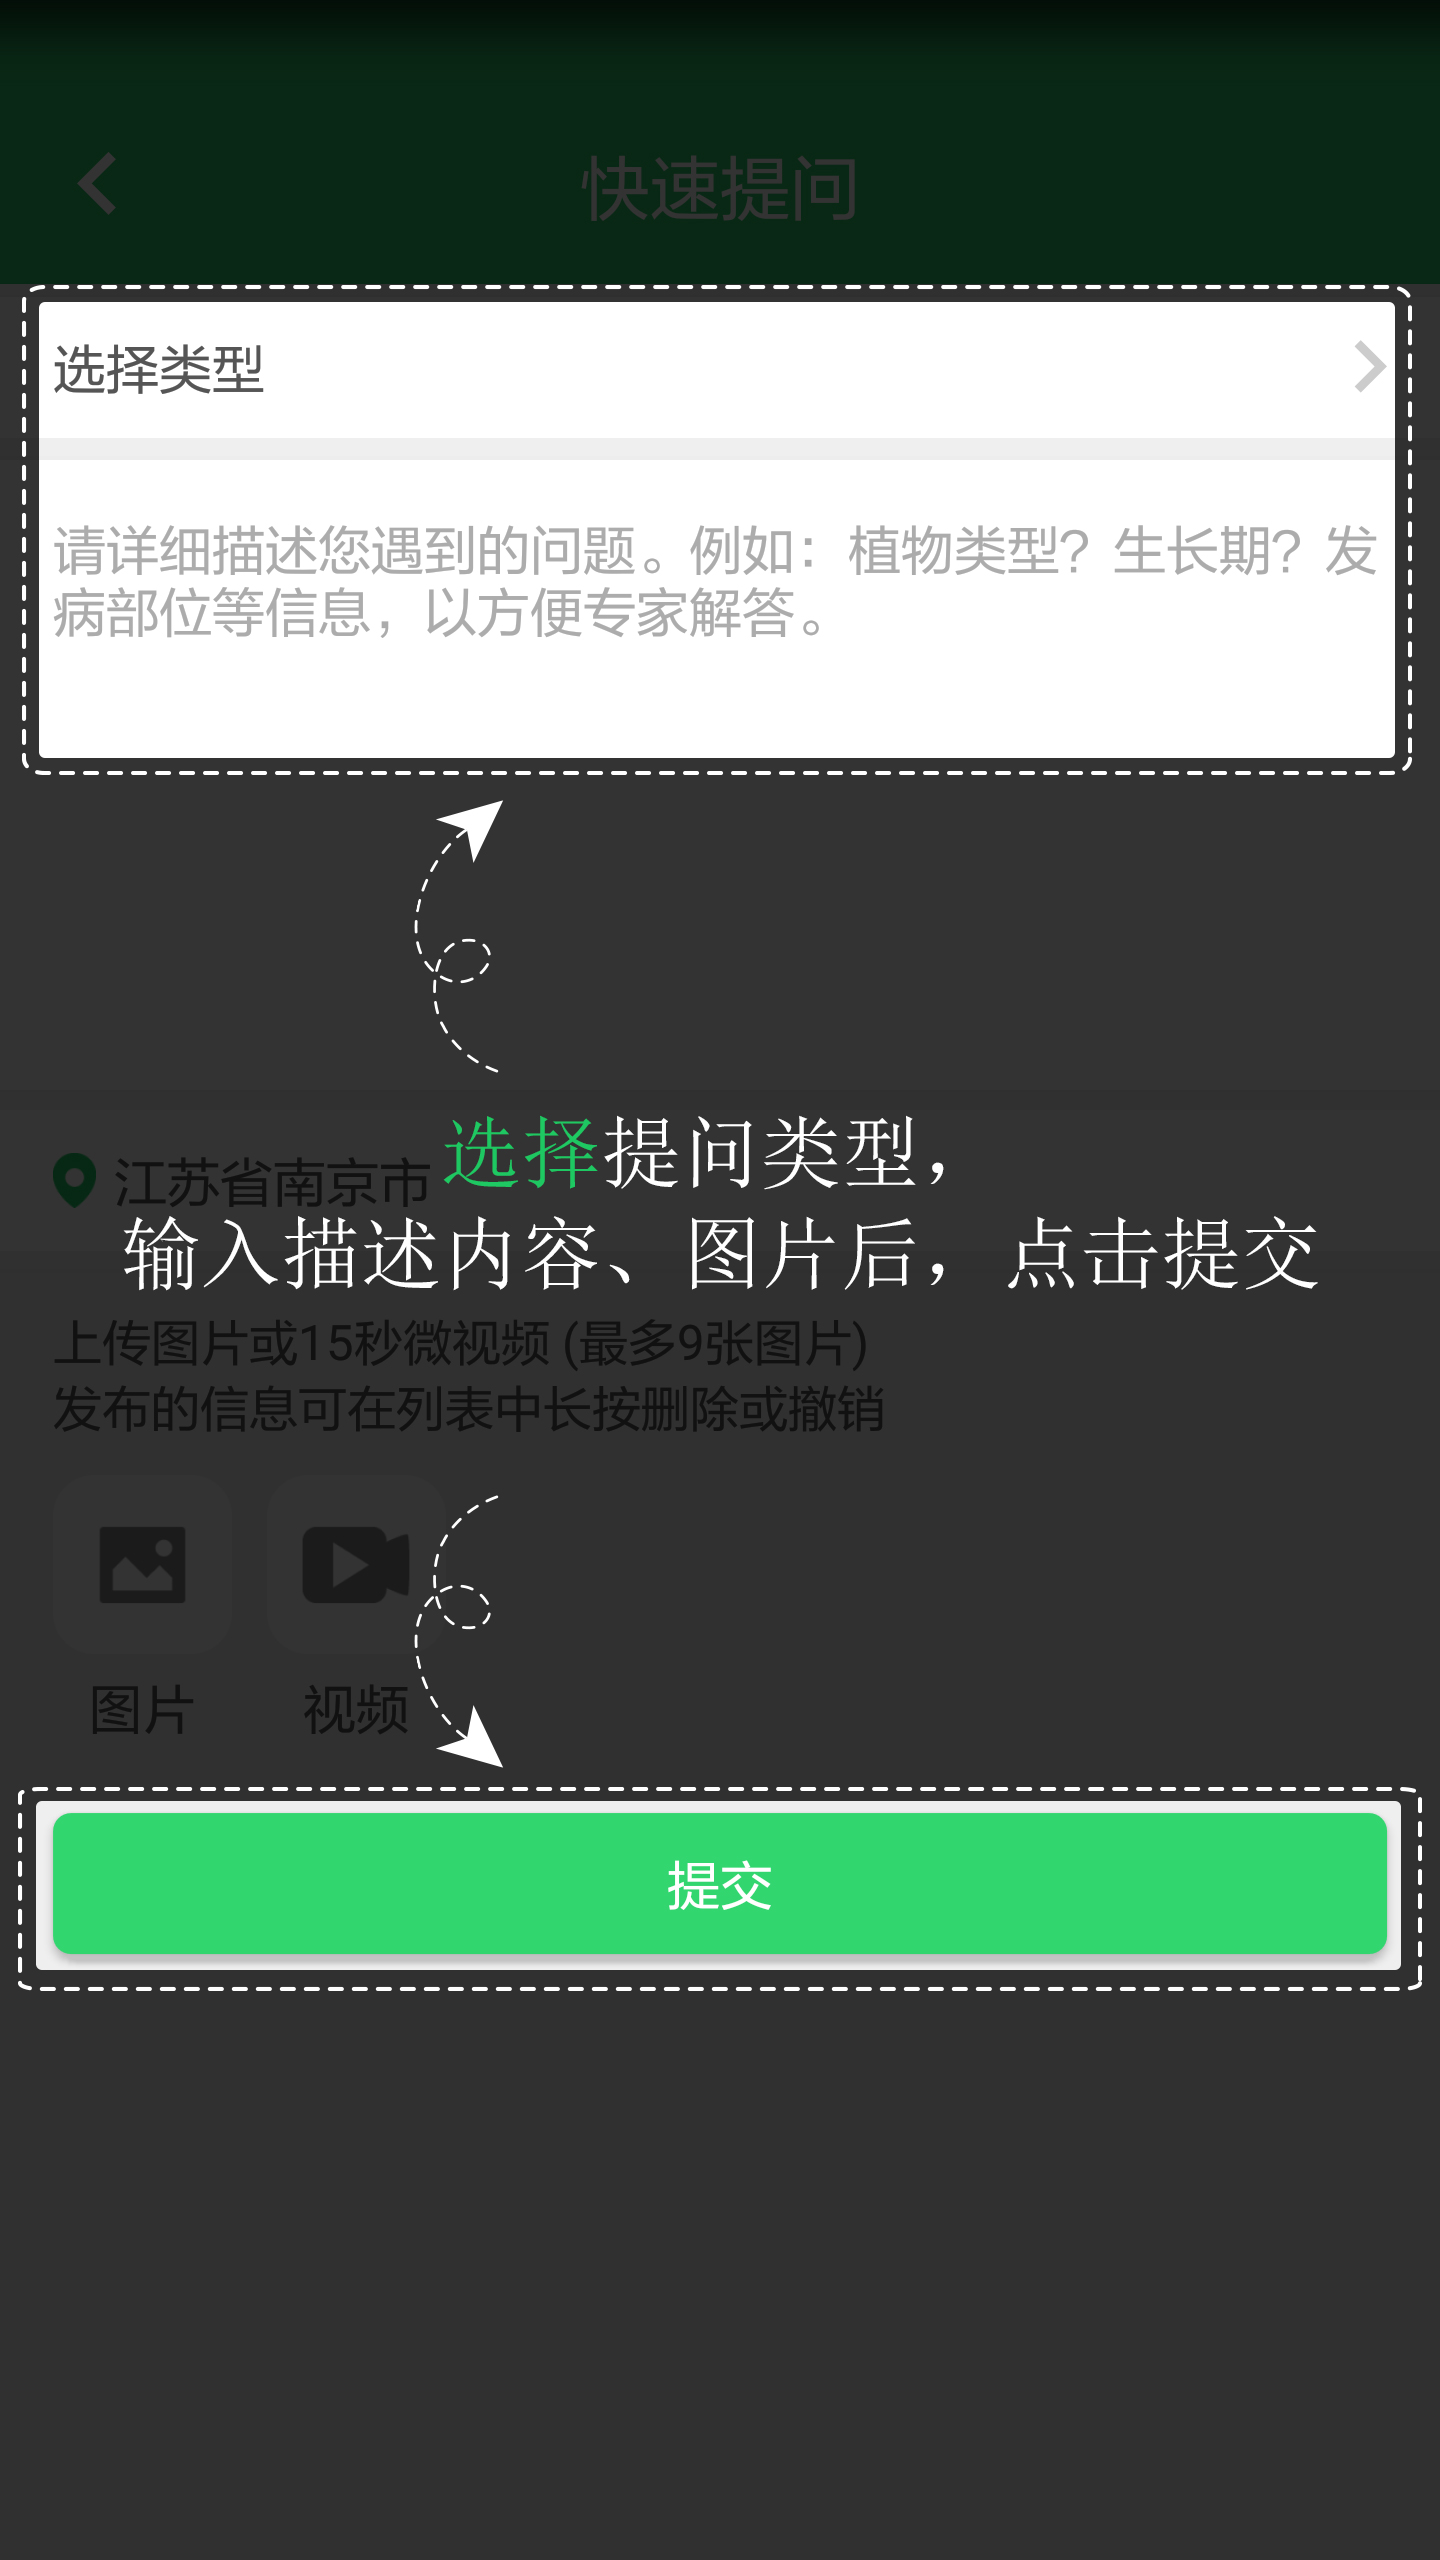 快速提问
选择类型
请详细描述您遇到的问题。例如：植物类型？生长期？发
病部位等信息，以方便专家解答。
选择提问类型，
江苏省南京市
输入描述内容、图片后，点击提交
上传图片或15秒微视频 (最多9张图片)
发布的信息可在列表中长按删除或撤销
图片 视频
提交